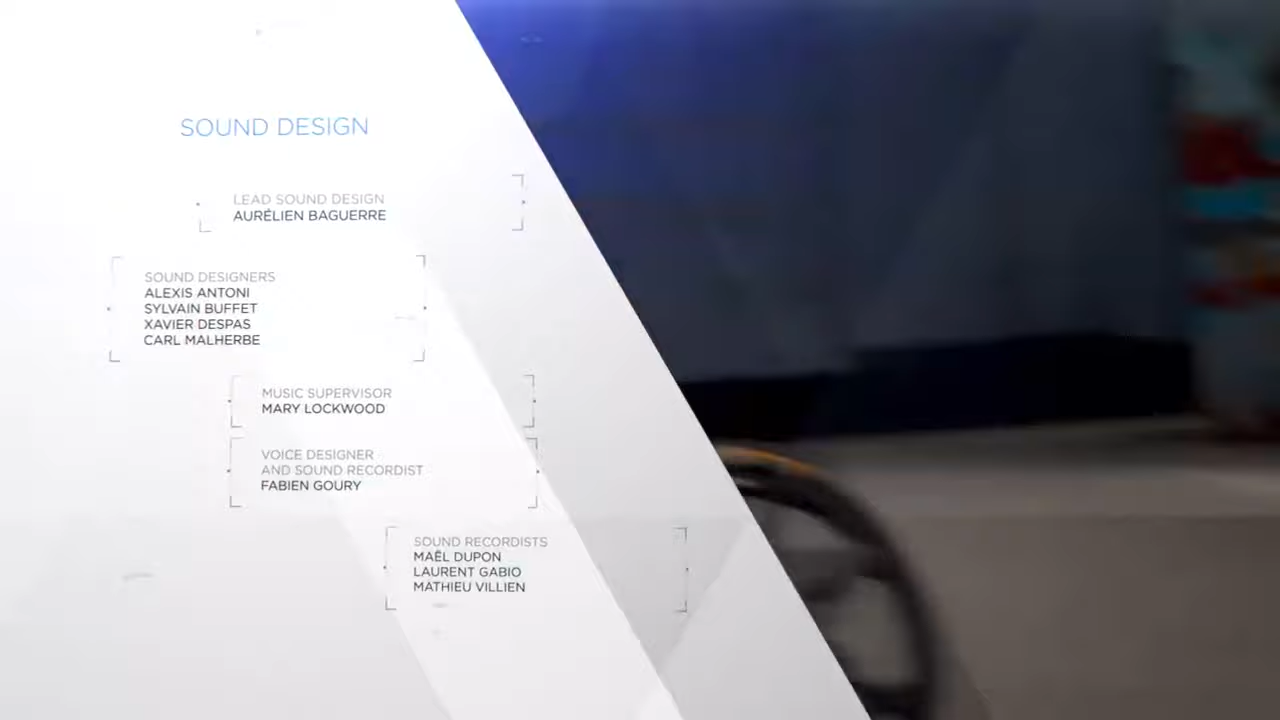 SOUND DESIGN
LEAD SOUND DESIGN
AURÉLIEN BAGUERRE
SOUND DESIGNERS
ALEXIS ANTONI
SYLVAIN BUFFET
XAVIER DESPAS
CARL MALHERBE
MUSIC SUPERVISOR
MARY LOCKWOOD
VOICE DESIGNER
AND SOUND RECORDIST
FABIEN GOURY
SOUND RECORDISTS
MAËL DUPON
LAURENT GABIO
MATHIEU VILLIEN